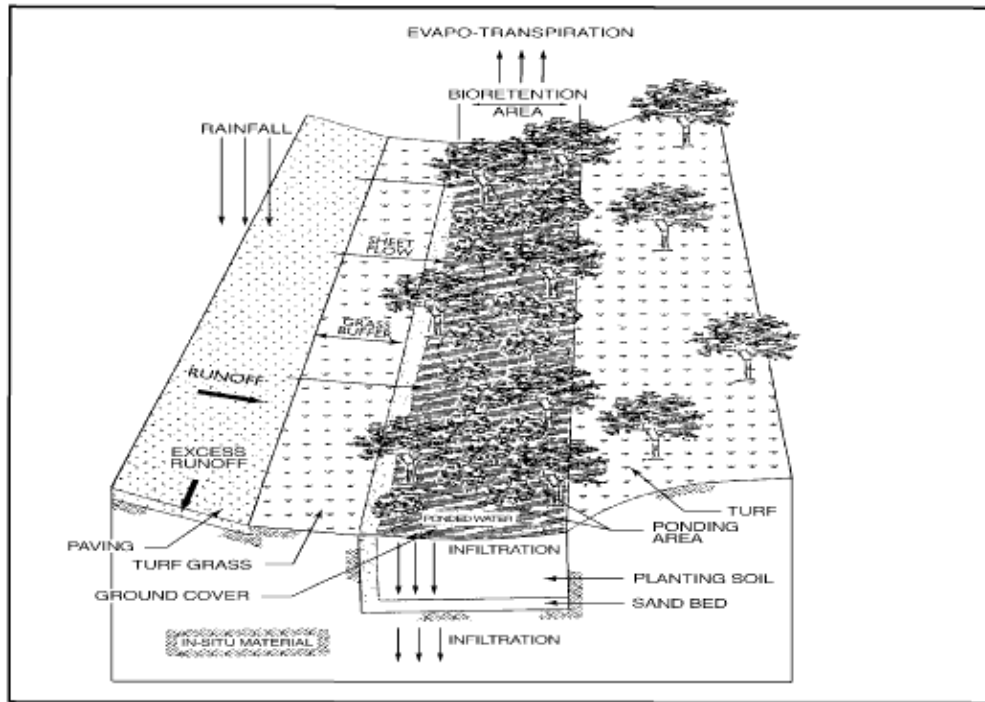 EVAPO-TRANSPIRATION
BIORETENTION
AREA
RAINFALL
SHEET
FLOW
GRASS
BUFFER
RUNOFF
EXCESS
RUNOFF
PAVING
TURF GRASS
GROUND COVER
PONDED WATER
INFILTRATION
TURF
PONDING
AREA
PLANTING SOIL
SAND BED
IN-SITU MATERIAL
INFILTRATION